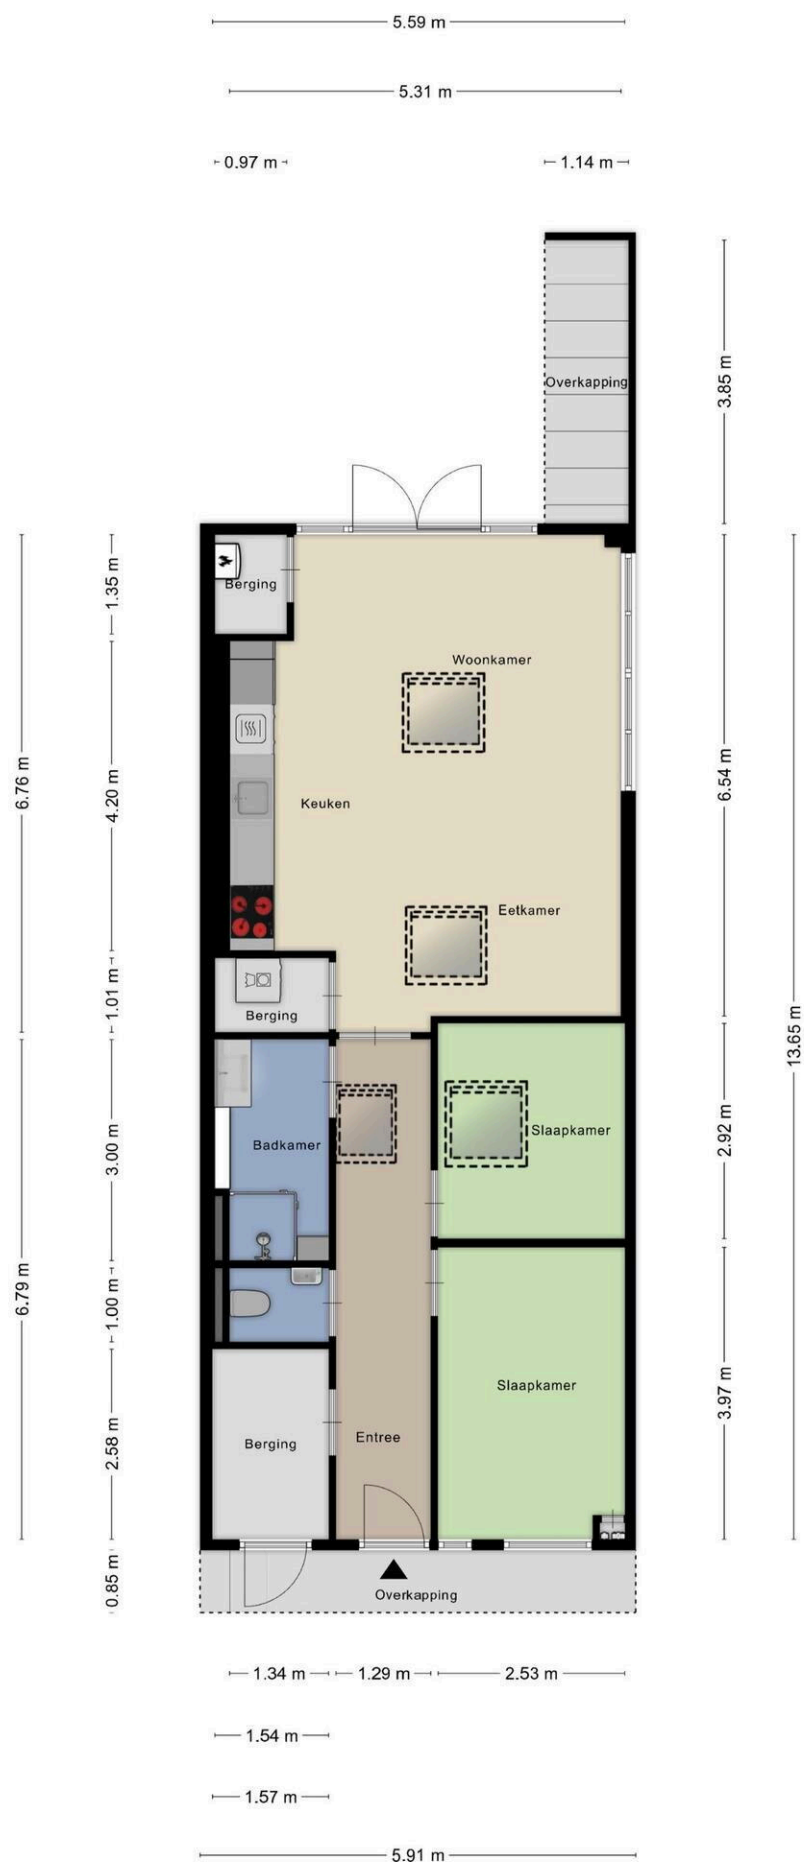 5.59 m
5.31 m
0.97 m
1.14 m
3.85 m
Overkapping
1.35 m
Berging
Woonkamer
6.76 m
4.20 m
6.54 m
Keuken
Eetkamer
1.01 m
Berging
13.65 m
2.92 m
Slaapkamer
3.00 m
Badkamer
6.79 m
1.00 m
3.97 m
Slaapkamer
2.58 m
Berging
Entree
0.85 m
Overkapping
1.34 m
1.29 m
2.53 m
1.54 m
1.57 m
5.91 m